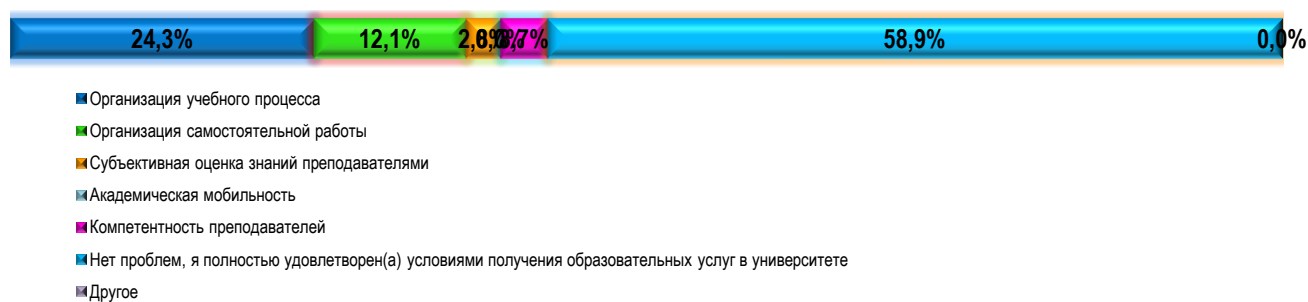 24,3% 12,1% 58,9% 0,0%
Организация учебного процесса
Организация самостоятельной работы
Субъективная оценка знаний преподавателями
Академическая мобильность
Компетентность преподавателей
Нет проблем, я полностью удовлетворен(а) условиями получения образовательных услуг в университете
Другое